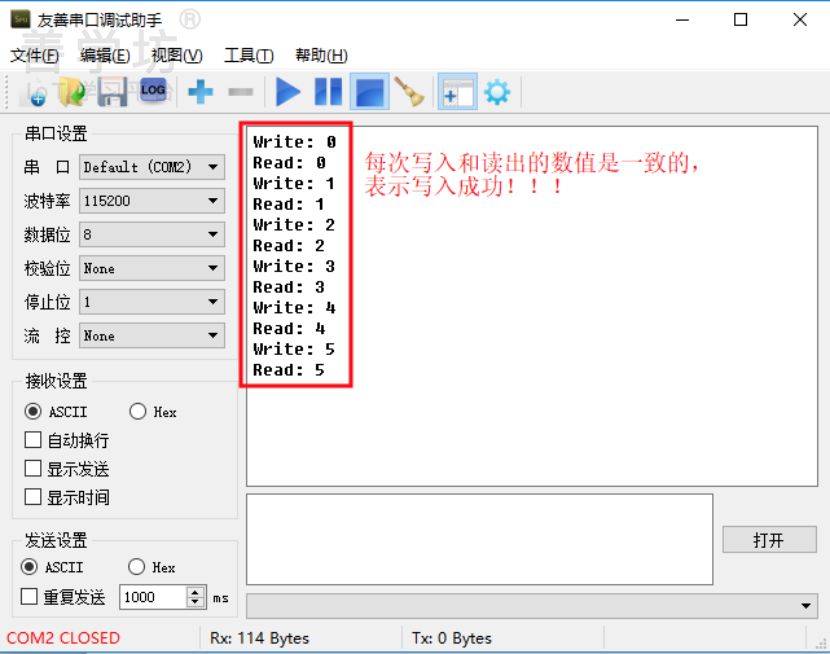 友善串口调试助手
善学坊®
文件(F) 编辑(E) 视图(V) 工具(T) 帮助(H)
LOG
串口设置
串 口 Default (COM2)
波特率 115200
数据位 8
校验位 None
停止位 1
流 控 None
接收设置
ASCII Hex
自动换行
显示发送
显示时间
发送设置
ASCII Hex
重复发送 1000 ms
Write: 0
Read: 0
Write: 1
Read: 1
Write: 2
Read: 2
Write: 3
Read: 3
Write: 4
Read: 4
Write: 5
Read: 5
每次写入和读出的数值是一致的,
表示写入成功! ! !
打开
COM2 CLOSED Rx: 114 Bytes Tx: 0 Bytes